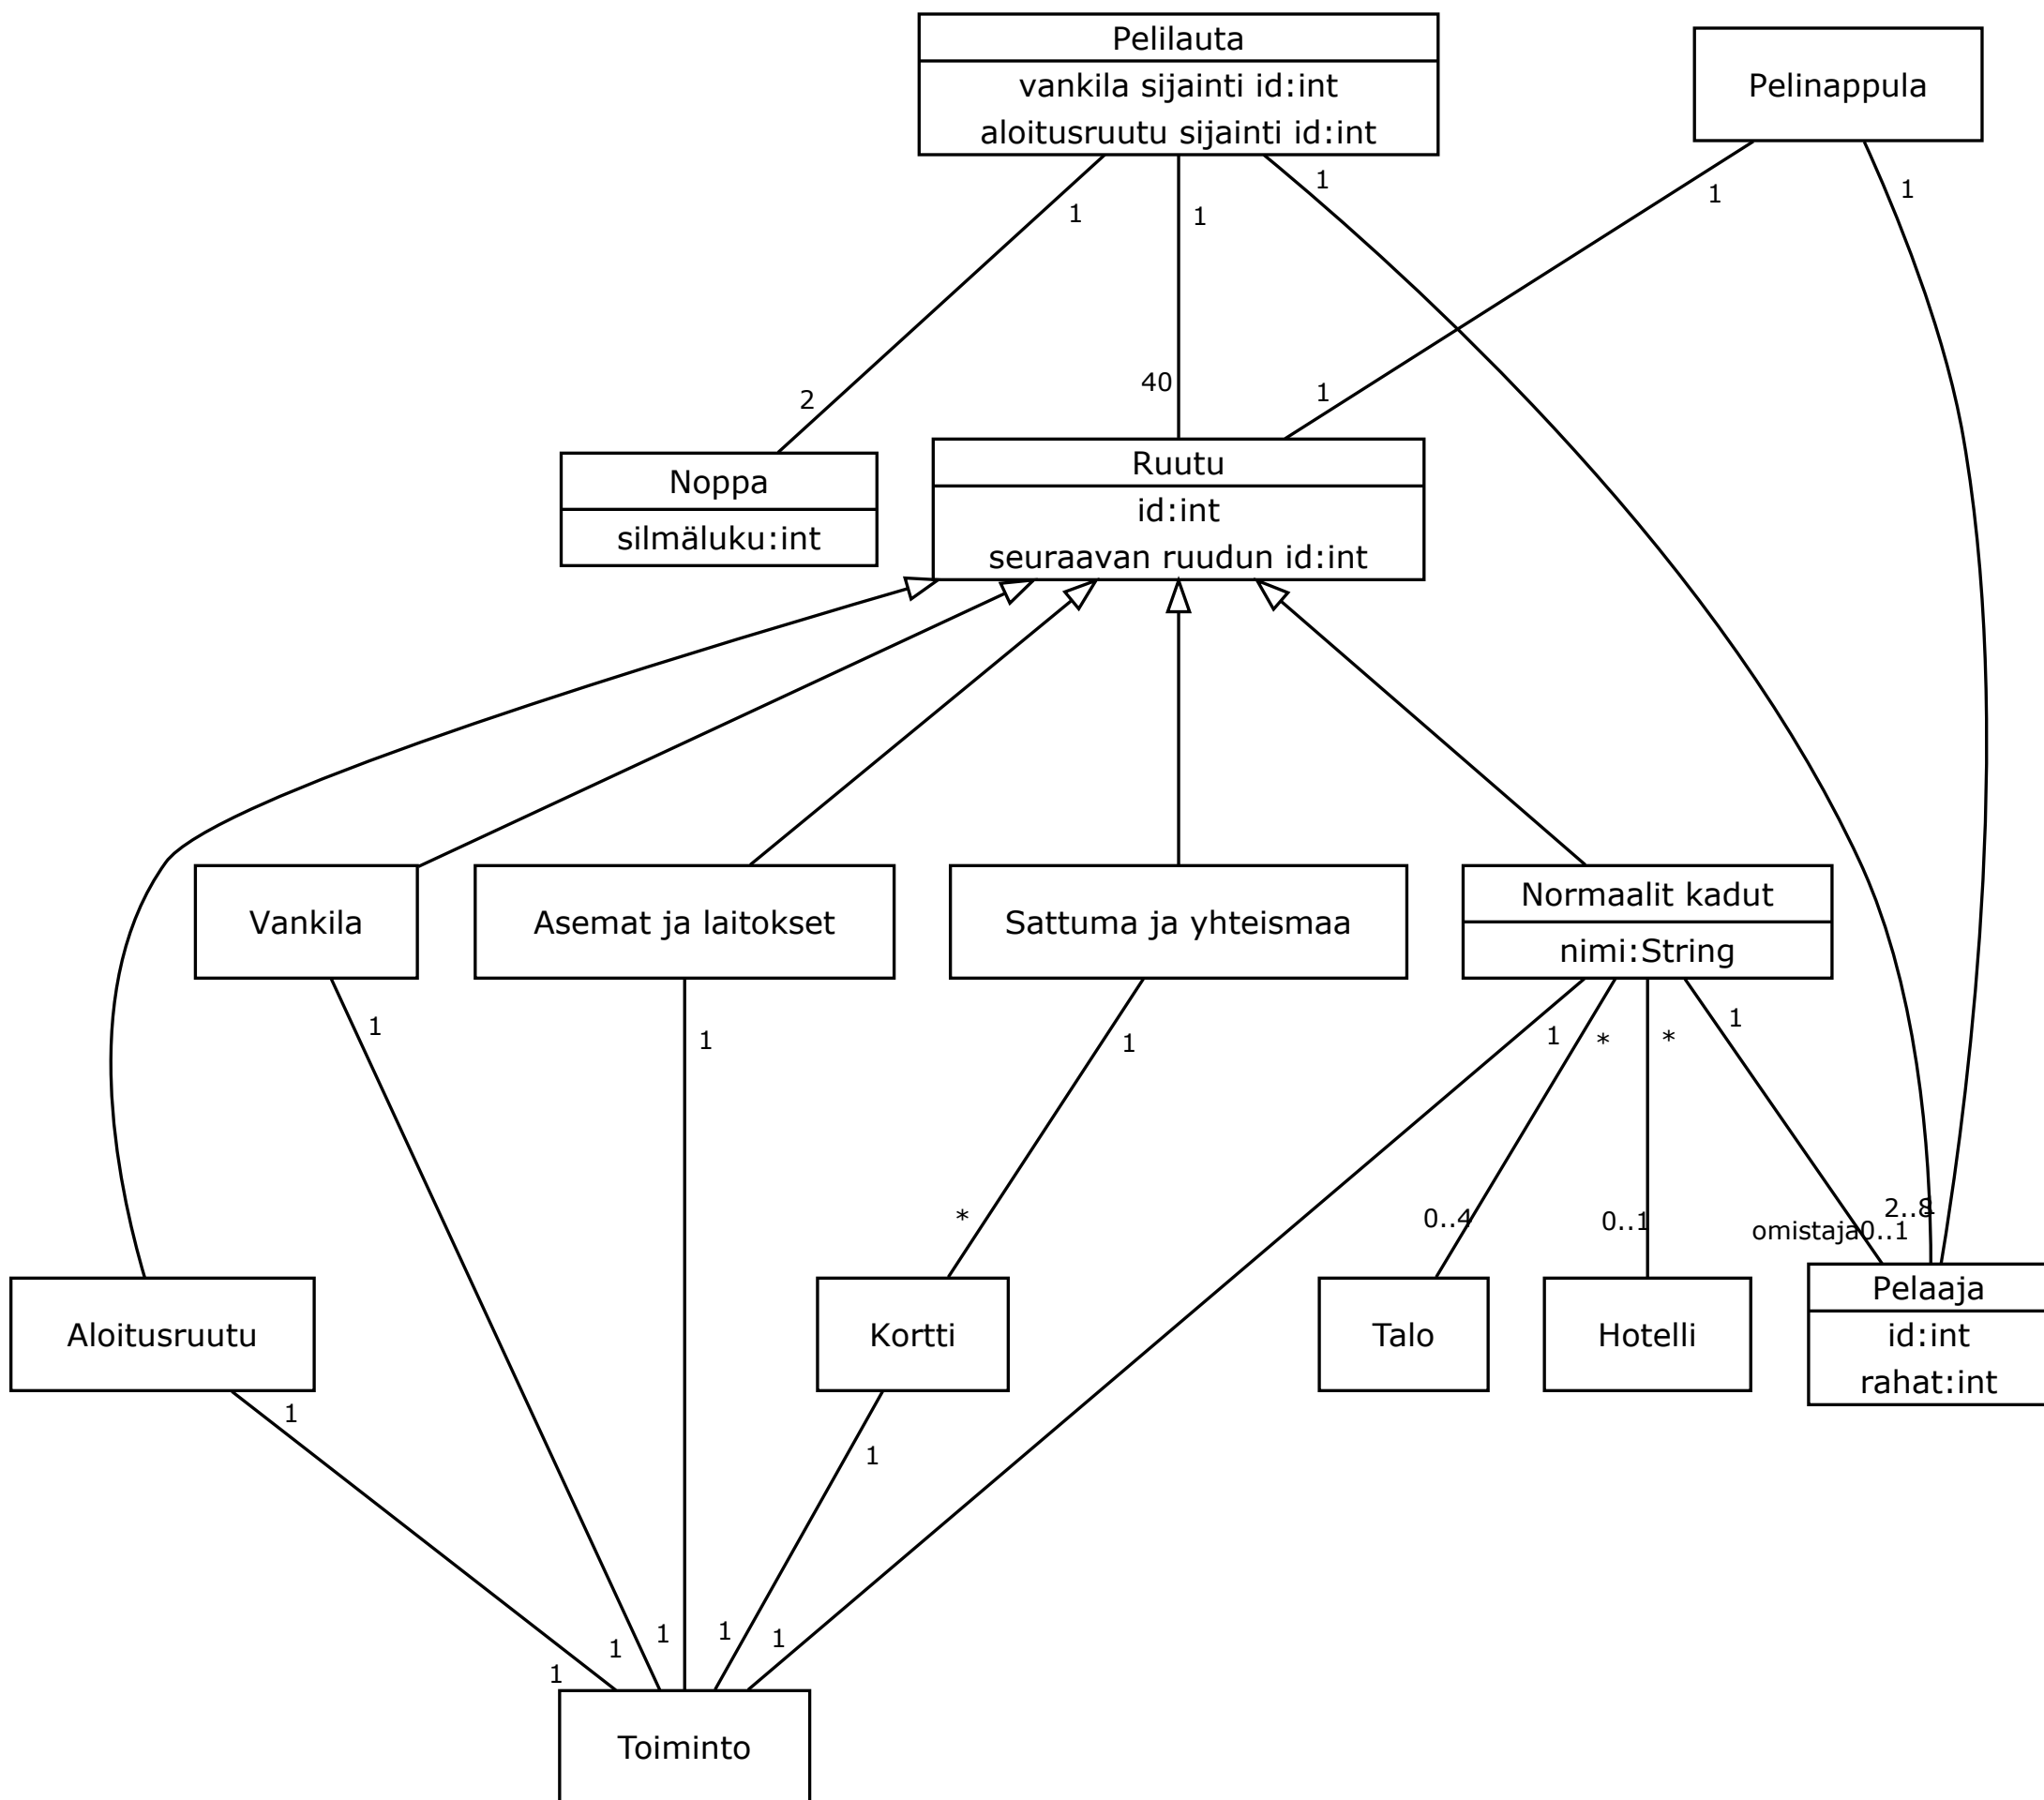 Pelilauta
vankila sijainti id:int
aloitusruutu sijainti id:int
Pelinappula
1
1
1
1
1
2
40
1
Noppa
silmäluku:int
Ruutu
id:int
seuraavan ruudun id:int
Vankila
Asemat ja laitokset
Sattuma ja yhteismaa
Normaalit kadut
nimi:String
1
1
1
1
*
*
1
*
0..4
0..1
omistaja0..1
2..8
Aloitusruutu
Kortti
Talo
Hotelli
Pelaaja
id:int
rahat:int
1
1
1
1
1
1
1
Toiminto